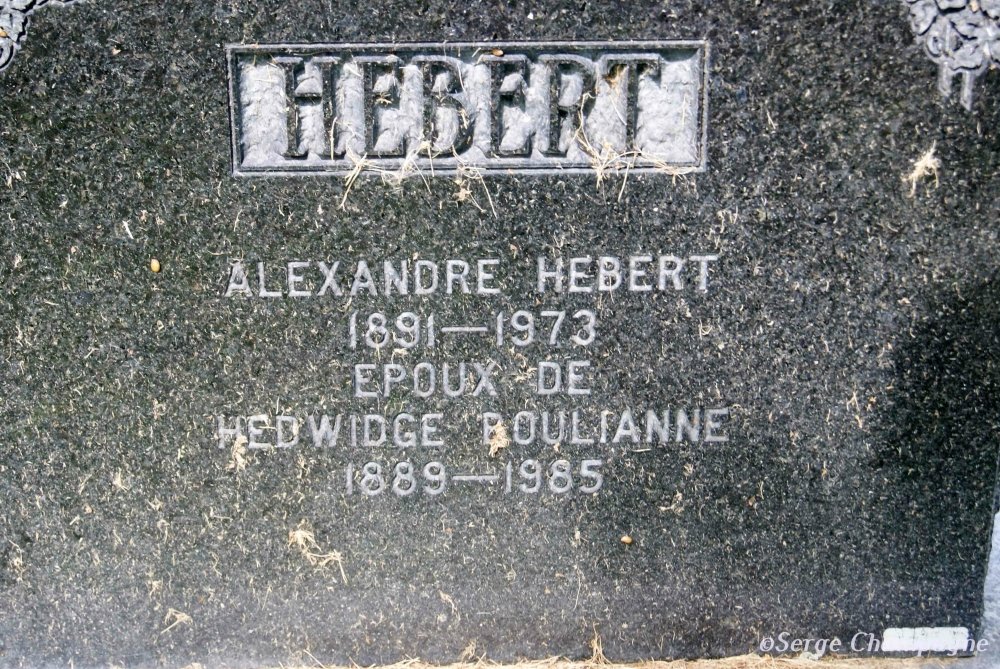 HEBERT
ALEXANDRE HEBERT
1891—1973
EPOUX DE
HEDWIDGE BOULIANNE
1889—1985
©Serge Champagne